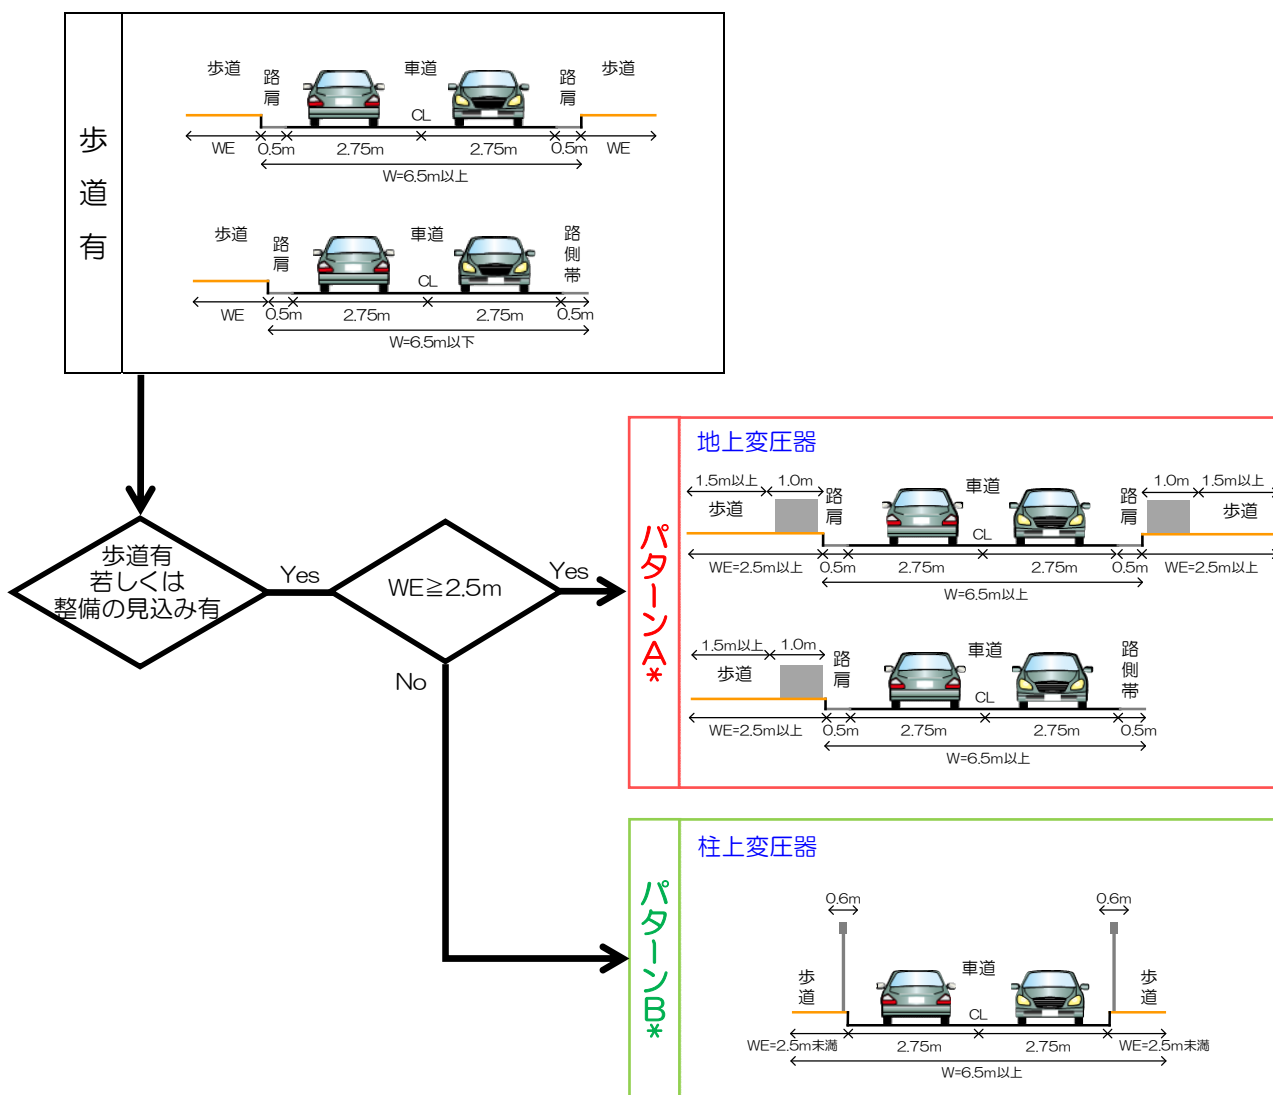 歩道有
歩道 路肩 車道 路肩 歩道
CL
WE 0.5m 2.75m 2.75m 0.5m WE
W=6.5m以上
歩道 路肩 車道 路側帯
CL
WE 0.5m 2.75m 2.75m 0.5m
W=6.5m以下
歩道有
若しくは
整備の見込み有
Yes
WE≧2.5m
Yes
No
パターンA*
地上変圧器
1.5m以上 1.0m 路肩 車道 路肩 1.0m 1.5m以上
歩道 歩道
CL
WE=2.5m以上 0.5m 2.75m 2.75m 0.5m WE=2.5m以上
W=6.5m以上
1.5m以上 1.0m 路肩 車道 路側帯
歩道
CL
WE=2.5m以上 0.5m 2.75m 2.75m 0.5m
W=6.5m以上
パターンB*
柱上変圧器
0.6m 0.6m
歩道 車道 歩道
CL
WE=2.5m未満 2.75m 2.75m WE=2.5m未満
W=6.5m以上